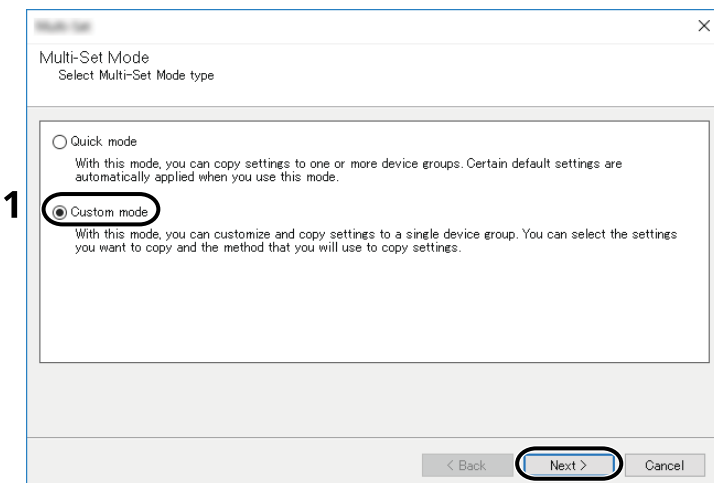 Multi-Set Mode
Select Multi-Set Mode type
Quick mode
With this mode, you can copy settings to one or more device groups. Certain default settings are
automatically applied when you use this mode.
1
Custom mode
With this mode, you can customize and copy settings to a single device group. You can select the settings
you want to copy and the method that you will use to copy settings.
< Back
Next >
Cancel